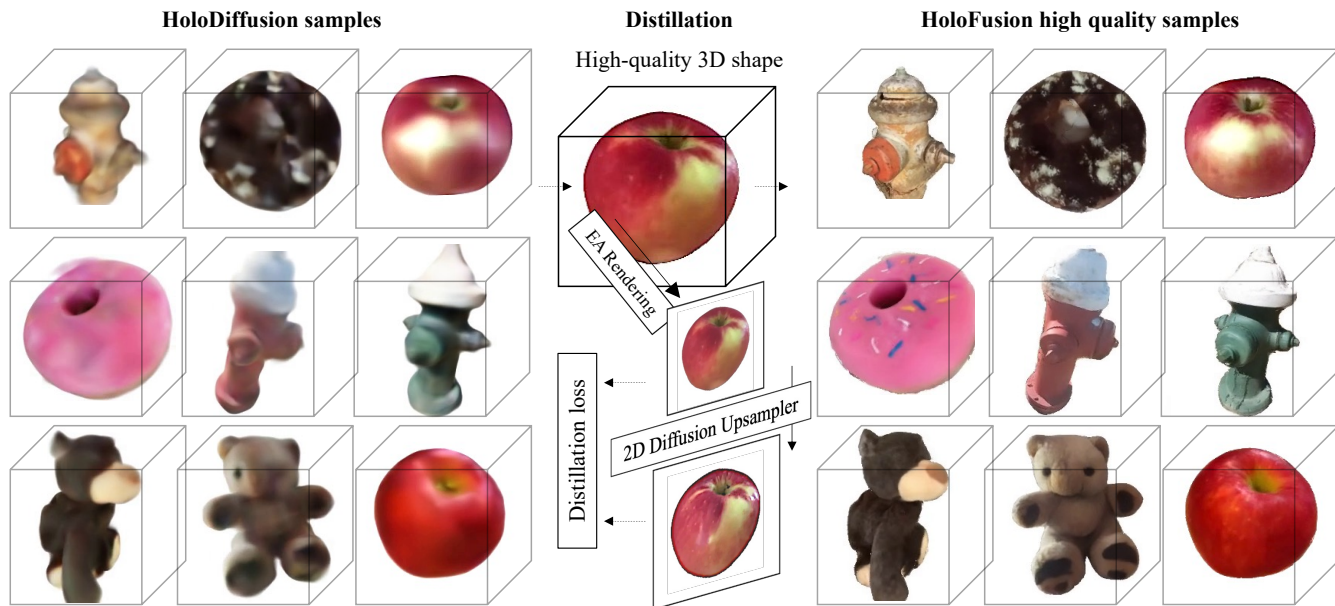 HoloDiffusion samples
Distillation
HoloFusion high quality samples
High-quality 3D shape
EA Rendering
Distillation loss
2D Diffusion Upsampler